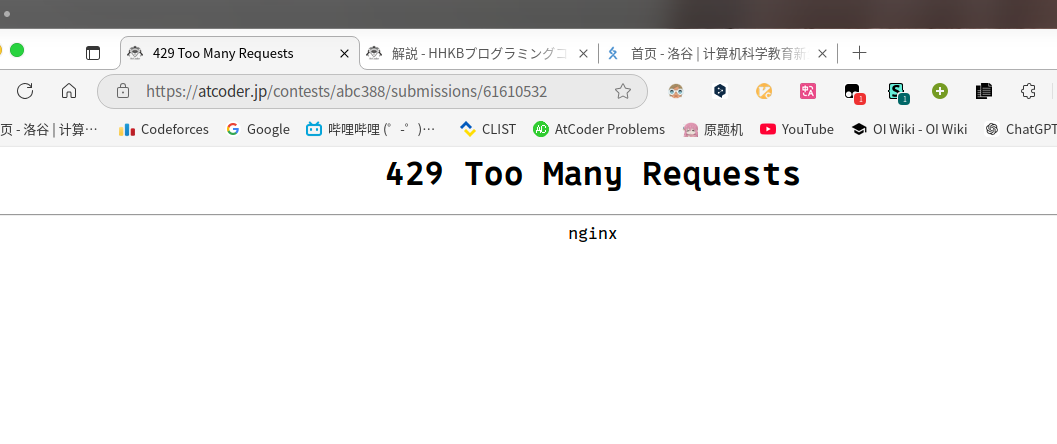 429 Too Many Requests
解説 - HHKBプログラミングコ
首页 - 洛谷 | 计算机科学教育新
https://atcoder.jp/contests/abc388/submissions/61610532
1
1
页 - 洛谷 | 计算…
Codeforces
Google
哔哩哔哩 (゜-゜)…
CLIST
AtCoder Problems
原题机
YouTube
OI Wiki - OI Wiki
ChatGPT
429 Too Many Requests
nginx